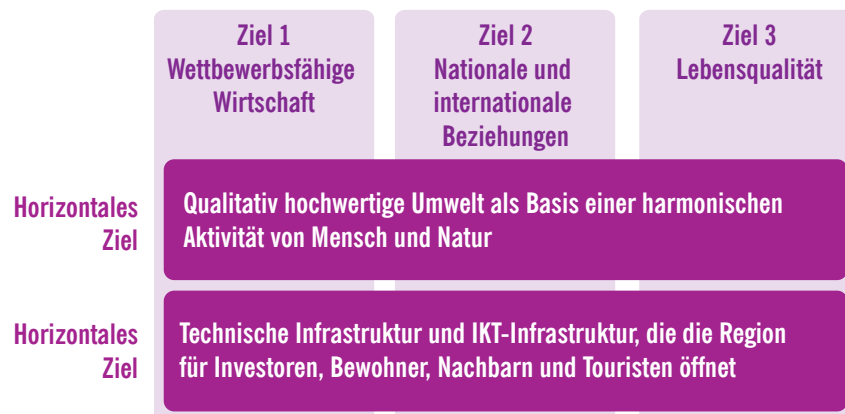 Ziel 1
Wettbewerbsfähige
Wirtschaft
Ziel 2
Nationale und
internationale
Beziehungen
Ziel 3
Lebensqualität
Horizontales
Ziel
Qualitativ hochwertige Umwelt als Basis einer harmonischen
Aktivität von Mensch und Natur
Horizontales
Ziel
Technische Infrastruktur und IKT-Infrastruktur, die die Region
für Investoren, Bewohner, Nachbarn und Touristen öffnet